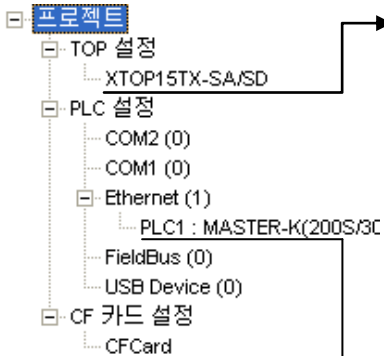 프로젝트
TOP 설정
XTOP15TX-SA/SD
PLC 설정
COM2 (0)
COM1 (0)
Ethernet (1)
PLC1 : MASTER-K(200S/30
FieldBus (0)
USB Device (0)
CF 카드 설정
CFCard